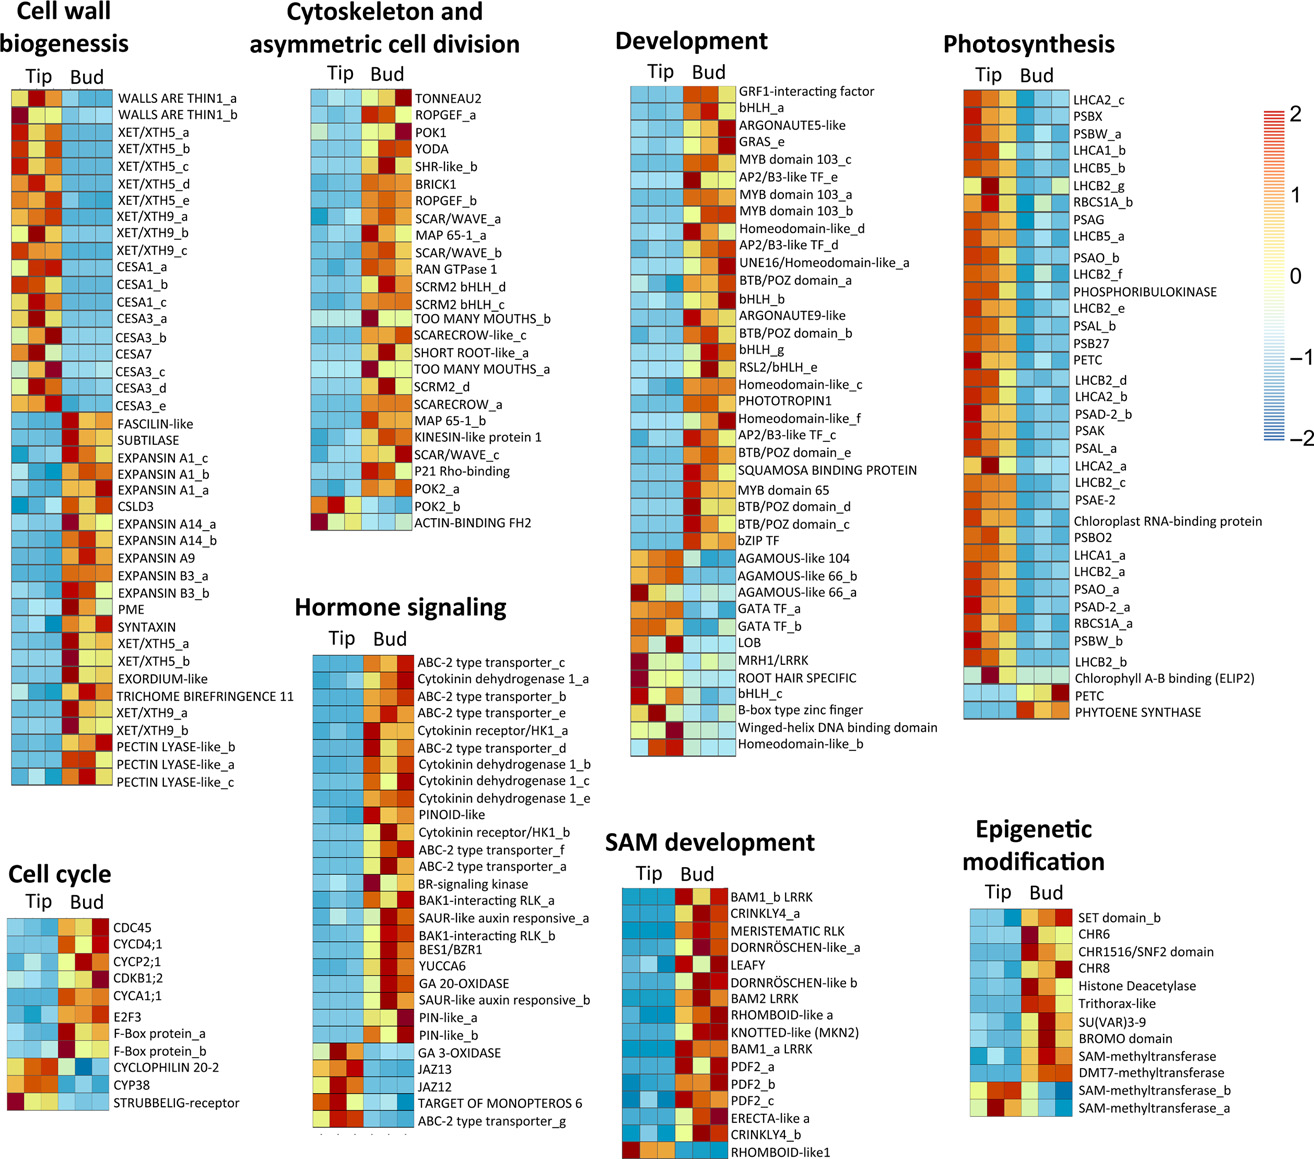 Cell wall
biogenessis
Tip Bud
WALLS ARE THIN1_a
WALLS ARE THIN1_b
XET/XTH5_a
XET/XTH5_b
XET/XTH5_c
XET/XTH5_d
XET/XTH5_e
XET/XTH9_a
XET/XTH9_b
XET/XTH9_c
CESA1_a
CESA1_b
CESA1_c
CESA3_a
CESA3_b
CESA7
CESA3_c
CESA3_d
CESA3_e
FASCILIN-like
SUBTILASE
EXPANSIN A1_c
EXPANSIN A1_b
EXPANSIN A1_a
CSLD3
EXPANSIN A14_a
EXPANSIN A14_b
EXPANSIN A9
EXPANSIN B3_a
EXPANSIN B3_b
PME
SYNTAXIN
XET/XTH5_a
XET/XTH5_b
EXORDIUM-like
TRICHOME BIREFRINGENCE 11
XET/XTH9_a
XET/XTH9_b
PECTIN LYASE-like_b
PECTIN LYASE-like_a
PECTIN LYASE-like_c
Cell cycle
Tip Bud
CDC45
CYCD4;1
CYCP2;1
CDKB1;2
CYCA1;1
E2F3
F-Box protein_a
F-Box protein_b
CYCLOPHILIN 20-2
CYP38
STRUBBELIG-receptor
Cytoskeleton and
asymmetric cell division
Tip Bud
TONNEAU2
ROPGEF_a
POK1
YODA
SHR-like_b
BRICK1
ROPGEF_b
SCAR/WAVE_a
MAP 65-1_a
SCAR/WAVE_b
RAN GTPase 1
SCRM2 bHLH_d
SCRM2 bHLH_c
TOO MANY MOUTHS_b
SCARECROW-like_c
SHORT ROOT-like_a
TOO MANY MOUTHS_a
SCRM2_d
SCARECROW_a
MAP 65-1_b
KINESIN-like protein 1
SCAR/WAVE_c
P21 Rho-binding
POK2_a
POK2_b
ACTIN-BINDING FH2
Hormone signaling
Tip Bud
ABC-2 type transporter_c
Cytokinin dehydrogenase 1_a
ABC-2 type transporter_b
ABC-2 type transporter_e
Cytokinin receptor/HK1_a
ABC-2 type transporter_d
Cytokinin dehydrogenase 1_b
Cytokinin dehydrogenase 1_c
Cytokinin dehydrogenase 1_e
PINOID-like
Cytokinin receptor/HK1_b
ABC-2 type transporter_f
ABC-2 type transporter_a
BR-signaling kinase
BAK1-interacting RLK_a
SAUR-like auxin responsive_a
BAK1-interacting RLK_b
BES1/BZR1
YUCCA6
GA 20-OXIDASE
SAUR-like auxin responsive_b
PIN-like_a
PIN-like_b
GA 3-OXIDASE
JAZ13
JAZ12
TARGET OF MONOPTEROS 6
ABC-2 type transporter_g
Development
Tip Bud
GRF1-interacting factor
bHLH_a
ARGONAUTE5-like
GRAS_e
MYB domain 103_c
AP2/B3-like TF_e
MYB domain 103_a
MYB domain 103_b
Homeodomain-like_d
AP2/B3-like TF_d
UNE16/Homeodomain-like_a
BTB/POZ domain_a
bHLH_b
ARGONAUTE9-like
BTB/POZ domain_b
bHLH_g
RSL2/bHLH_e
Homeodomain-like_c
PHOTOTROPIN1
Homeodomain-like_f
AP2/B3-like TF_c
BTB/POZ domain_e
SQUAMOSA BINDING PROTEIN
MYB domain 65
BTB/POZ domain_d
BTB/POZ domain_c
bZIP TF
AGAMOUS-like 104
AGAMOUS-like 66_b
AGAMOUS-like 66_a
GATA TF_a
GATA TF_b
LOB
MRH1/LRRK
ROOT HAIR SPECIFIC
bHLH_c
B-box type zinc finger
Winged-helix DNA binding domain
Homeodomain-like_b
SAM development
Tip Bud
BAM1_b LRRK
CRINKLY4_a
MERISTEMATIC RLK
DORNRÖSCHEN-like_a
LEAFY
DORNRÖSCHEN-like b
BAM2 LRRK
RHOMBOID-like a
KNOTTED-like (MKN2)
BAM1_a LRRK
PDF2_a
PDF2_b
PDF2_c
ERECTA-like a
CRINKLY4_b
RHOMBOID-like1
Photosynthesis
Tip Bud
LHCA2_c
PSBX
PSBW_a
LHCA1_b
LHCB5_b
LHCB2_g
RBCS1A_b
PSAG
LHCB5_a
PSAO_b
LHCB2_f
PHOSPHORIBULOKINASE
LHCB2_e
PSAL_b
PSB27
PETC
LHCB2_d
LHCA2_b
PSAD-2_b
PSAK
PSAL_a
LHCA2_a
LHCB2_c
PSAE-2
Chloroplast RNA-binding protein
PSBO2
LHCA1_a
LHCB2_a
PSAO_a
PSAD-2_a
RBCS1A_a
PSBW_b
LHCB2_b
Chlorophyll A-B binding (ELIP2)
PETC
PHYTOENE SYNTHASE
Epigenetic
modification
Tip Bud
SET domain_b
CHR6
CHR1516/SNF2 domain
CHR8
Histone Deacetylase
Trithorax-like
SU(VAR)3-9
BROMO domain
SAM-methyltransferase
DMT7-methyltransferase
SAM-methyltransferase_b
SAM-methyltransferase_a
2
1
0
−1
−2